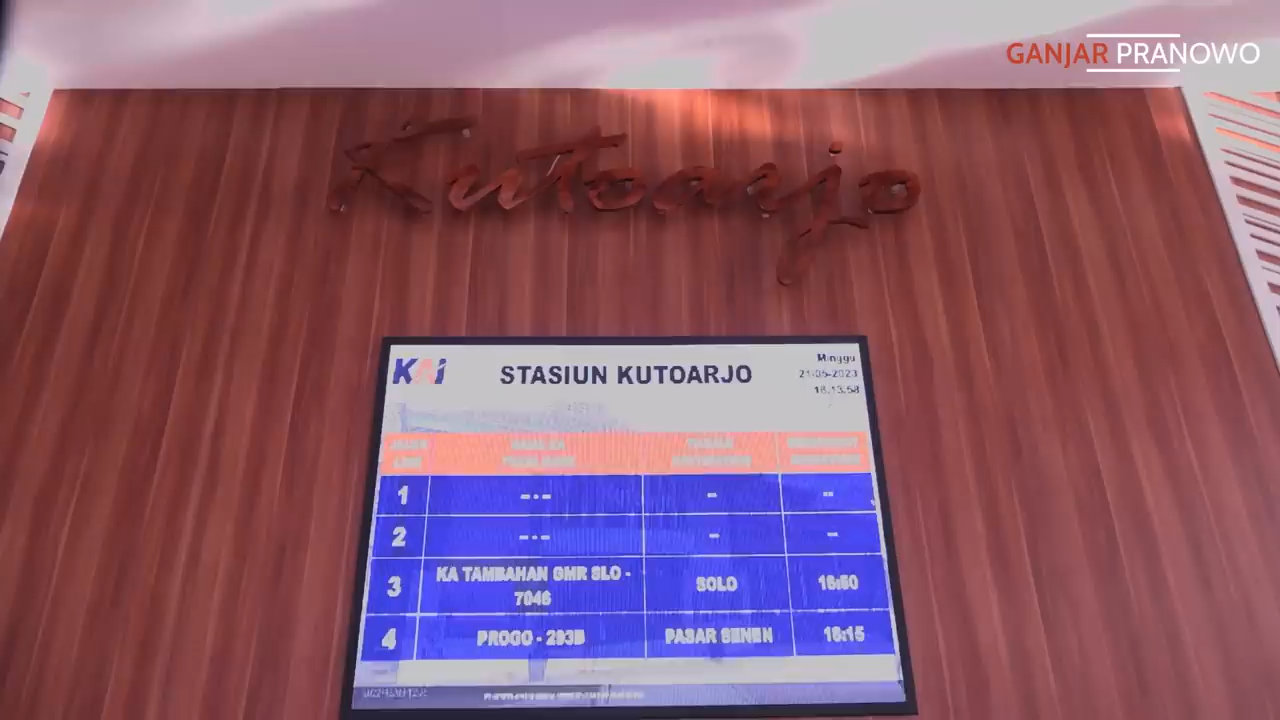 GANJAR PRANOWO
Kutoarjo
KAI
STASIUN KUTOARJO
Minggu
21-05-2023
16:13:58
1 --- - --
2 --- - -
3 KA TAMBAHAN GMR SLO - 7046 SOLO 16:50
4 PROGO - 293B PASAR SENEN 16:15